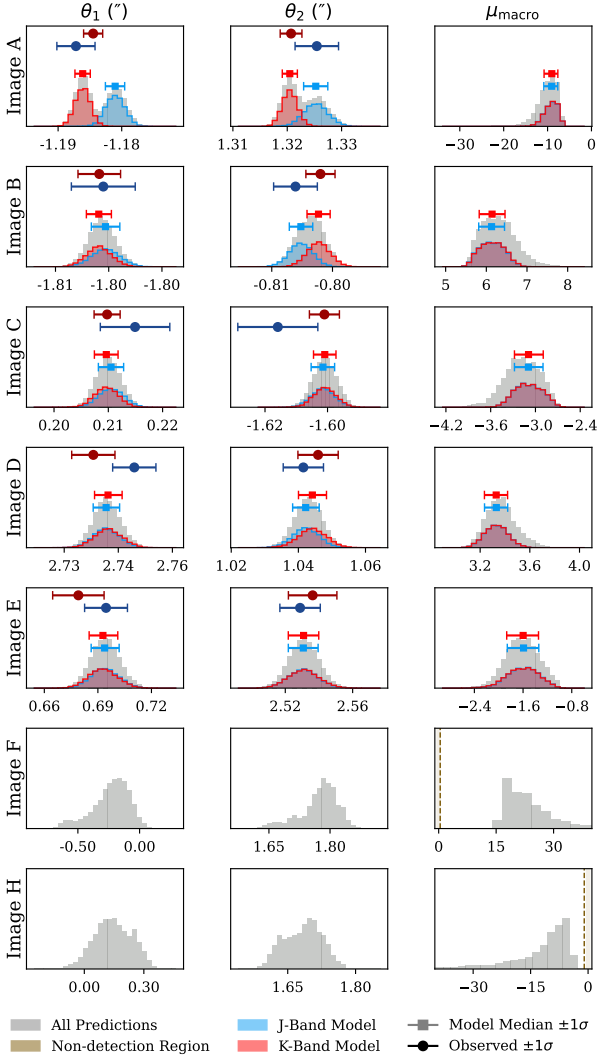 θ₁ (″) θ₂ (″) μmacro
Image A
-1.19 -1.18 1.31 1.32 1.33 −30 −20 −10 0
Image B
-1.81 -1.80 -1.80 -0.81 -0.80 5 6 7 8
Image C
0.20 0.21 0.22 -1.62 -1.60 −4.2 −3.6 −3.0 −2.4
Image D
2.73 2.74 2.76 1.02 1.04 1.06 3.2 3.6 4.0
Image E
0.66 0.69 0.72 2.52 2.56 −2.4 −1.6 −0.8
Image F
-0.50 0.00 1.65 1.80 0 15 30
Image H
0.00 0.30 1.65 1.80 −30 −15 0
All Predictions J-Band Model Model Median ±1σ
Non-detection Region K-Band Model Observed ±1σ